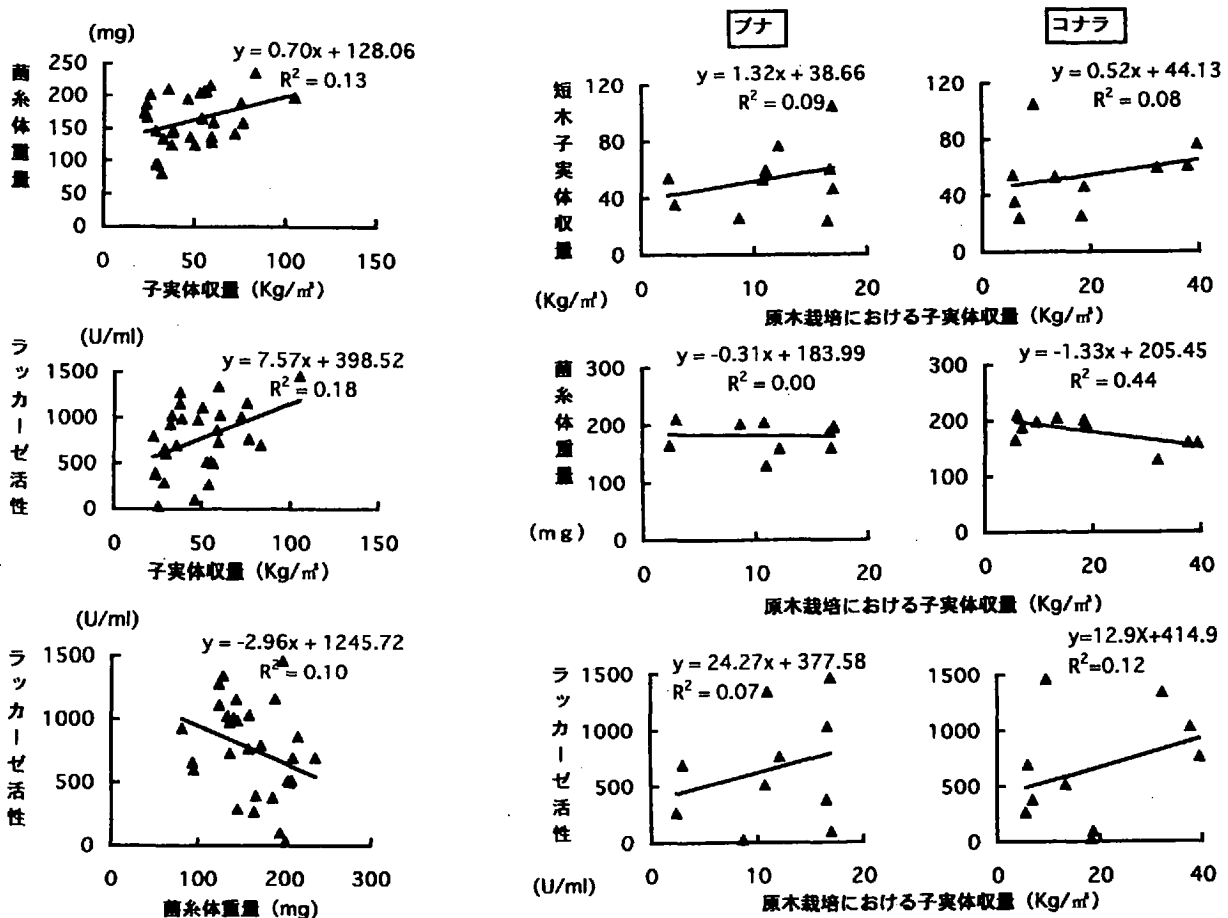 (mg)
y = 0.70x + 128.06
R² = 0.13
菌糸体重量
250
200
150
100
50
0
0 50 100 150
子実体収量 (Kg/㎥)
(U/ml)
y = 7.57x + 398.52
R² = 0.18
ラッカーゼ活性
1500
1000
500
0
0 50 100 150
子実体収量 (Kg/㎥)
(U/ml)
y = -2.96x + 1245.72
R² = 0.10
ラッカーゼ活性
1500
1000
500
0
0 100 200 300
菌糸体重量 (mg)
ブナ
コナラ
y = 1.32x + 38.66
R² = 0.09
短木子実体収量
120
80
40
0
(Kg/㎥)
0 10 20
y = 0.52x + 44.13
R² = 0.08
120
80
40
0
0 20 40
原木栽培における子実体収量 (Kg/㎥)
y = -0.31x + 183.99
R² = 0.00
菌糸体重量
300
200
100
0
(mg)
0 10 20
y = -1.33x + 205.45
R² = 0.44
300
200
100
0
0 20 40
原木栽培における子実体収量 (Kg/㎥)
y = 24.27x + 377.58
R² = 0.07
ラッカーゼ活性
1500
1000
500
0
(U/ml)
0 10 20
y=12.9X+414.9
R²=0.12
1500
1000
500
0
0 20 40
原木栽培における子実体収量 (Kg/㎥)